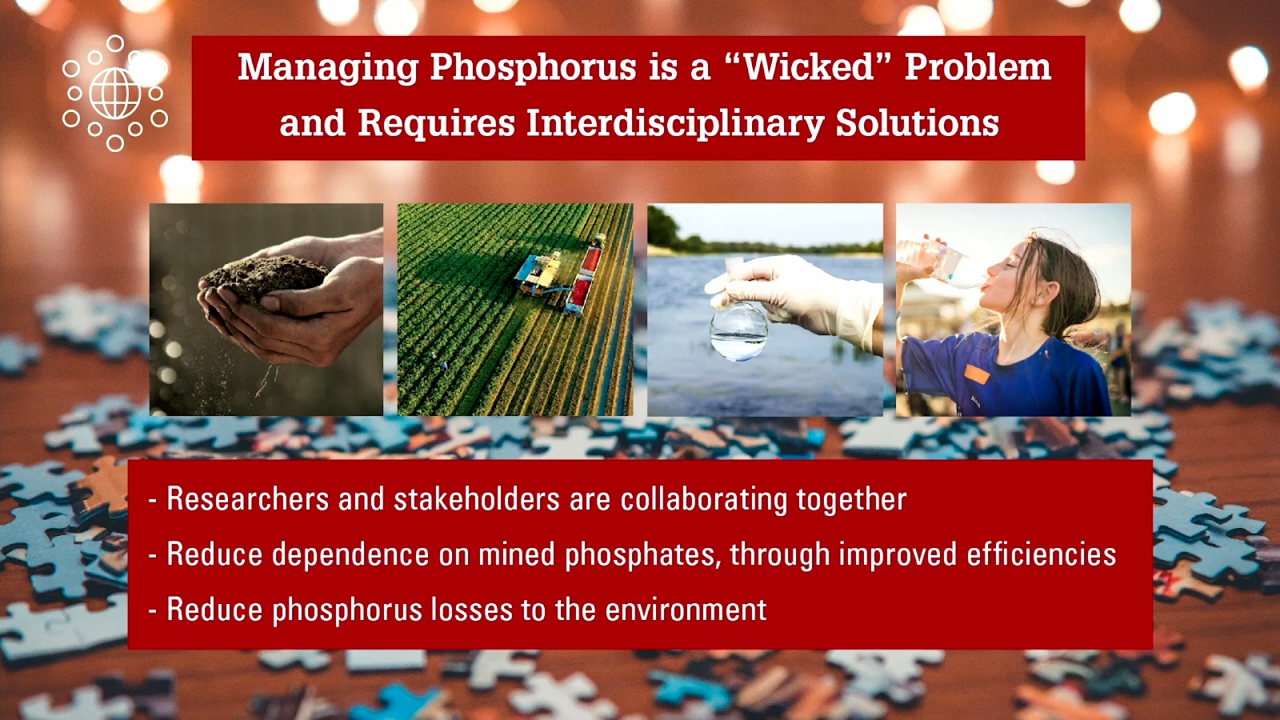 Managing Phosphorus is a “Wicked” Problem
and Requires Interdisciplinary Solutions
- Researchers and stakeholders are collaborating together
- Reduce dependence on mined phosphates, through improved efficiencies
- Reduce phosphorus losses to the environment